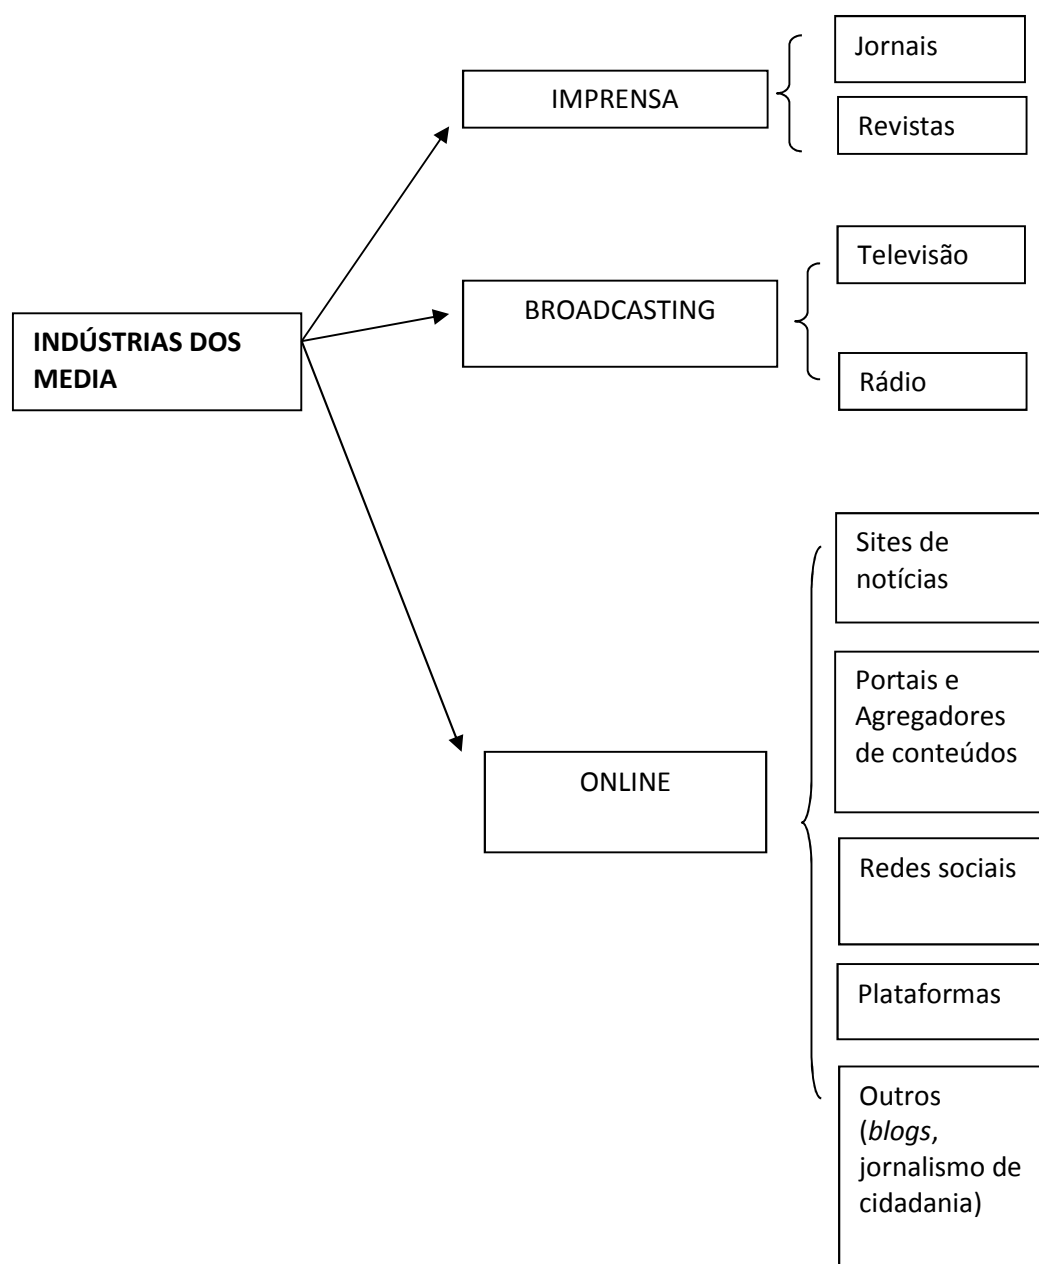 INDÚSTRIAS DOS
MEDIA
IMPRENSA
Jornais
Revistas
BROADCASTING
Televisão
Rádio
ONLINE
Sites de
notícias
Portais e
Agregadores
de conteúdos
Redes sociais
Plataformas
Outros
(blogs,
jornalismo de
cidadania)